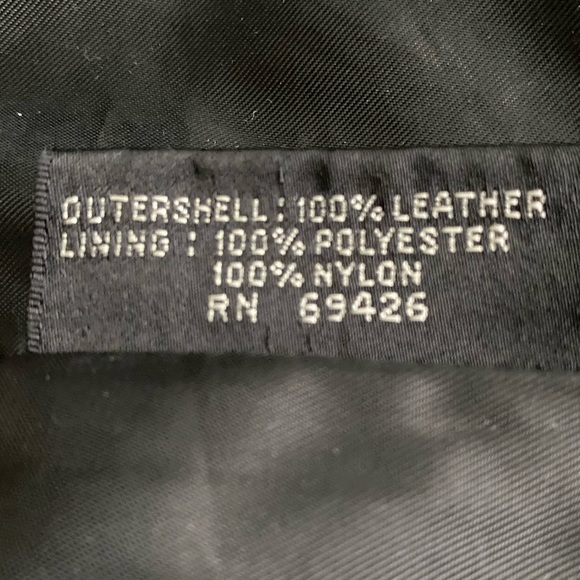 OUTERSHELL : 100% LEATHER
LINING : 100% POLYESTER
100% NYLON
RN 69426